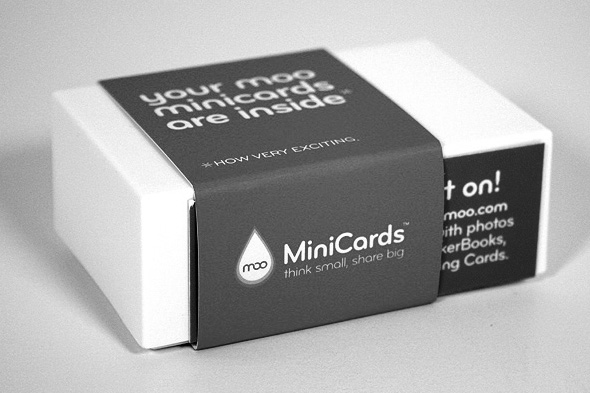 your moo
minicards
are inside*
*HOW VERY EXCITING.
moo
MiniCards™
think small, share big
t on!
moo.com
ith photos
kerBooks,
ng Cards.